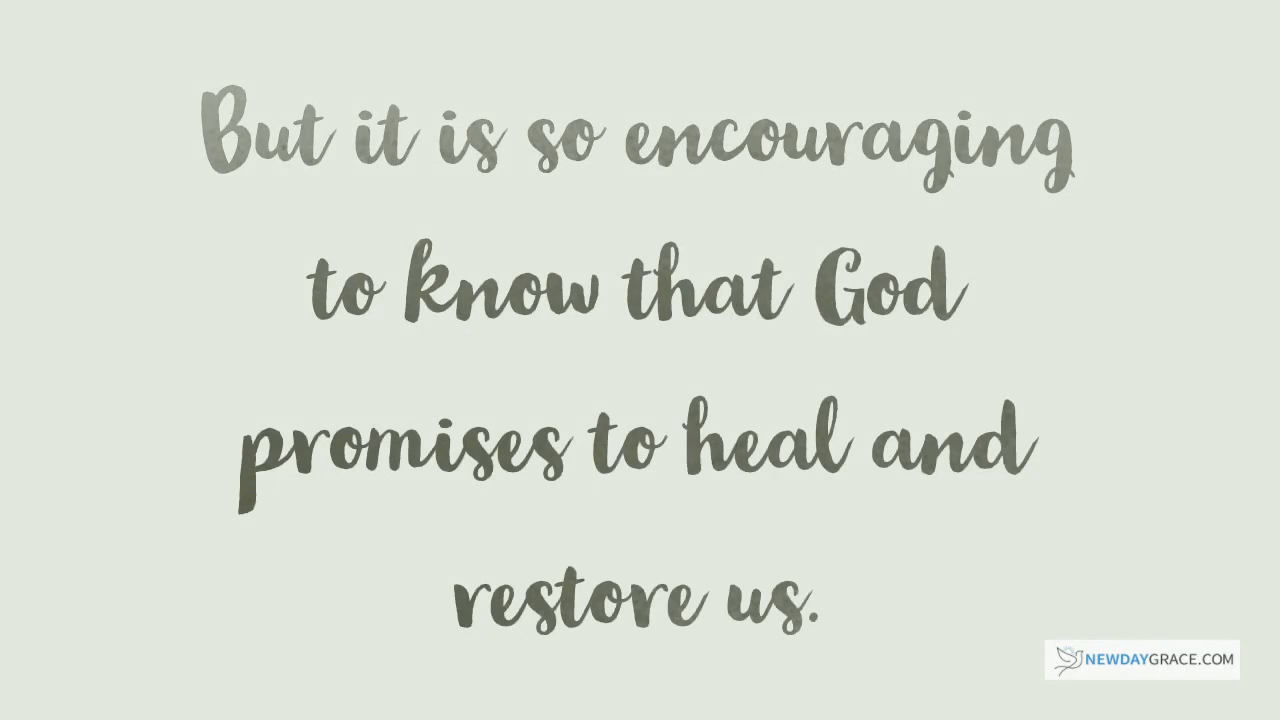 But it is so encouraging
to know that God
promises to heal and
restore us.
NEWDAYGRACE.COM